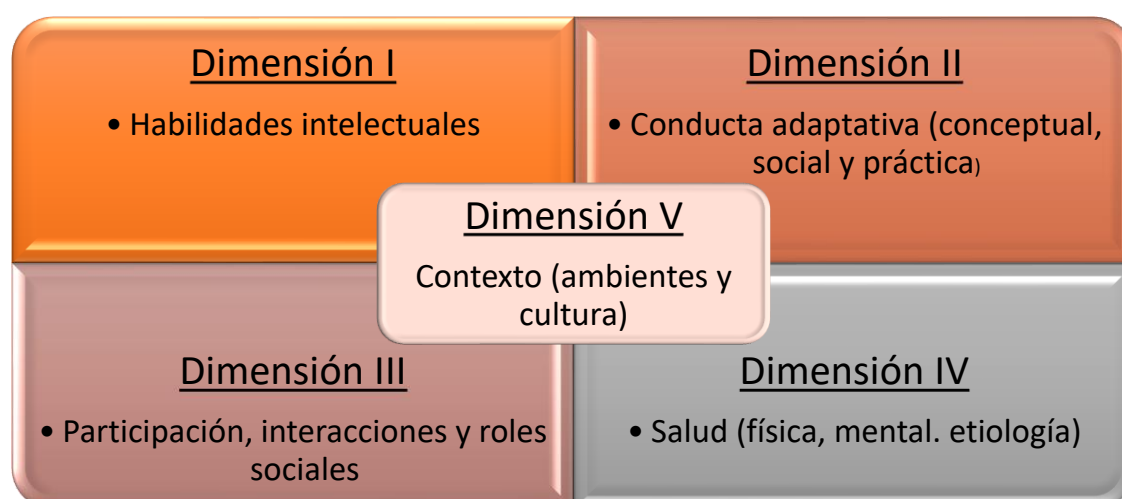 Dimensión I
• Habilidades intelectuales
Dimensión II
• Conducta adaptativa (conceptual,
social y práctica)
Dimensión V
Contexto (ambientes y
cultura)
Dimensión III
• Participación, interacciones y roles
sociales
Dimensión IV
• Salud (física, mental. etiología)